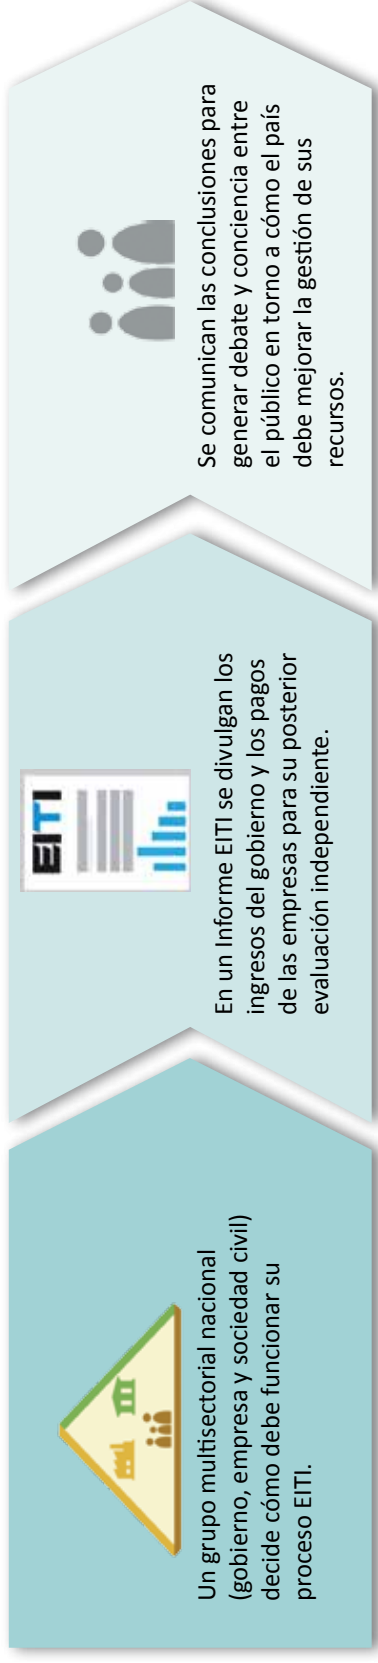 Un grupo multisectorial nacional
(gobierno, empresa y sociedad civil)
decide cómo debe funcionar su
proceso EITI.
EITI
En un Informe EITI se divulgan los
ingresos del gobierno y los pagos
de las empresas para su posterior
evaluación independiente.
Se comunican las conclusiones para
generar debate y conciencia entre
el público en torno a cómo el país
debe mejorar la gestión de sus
recursos.